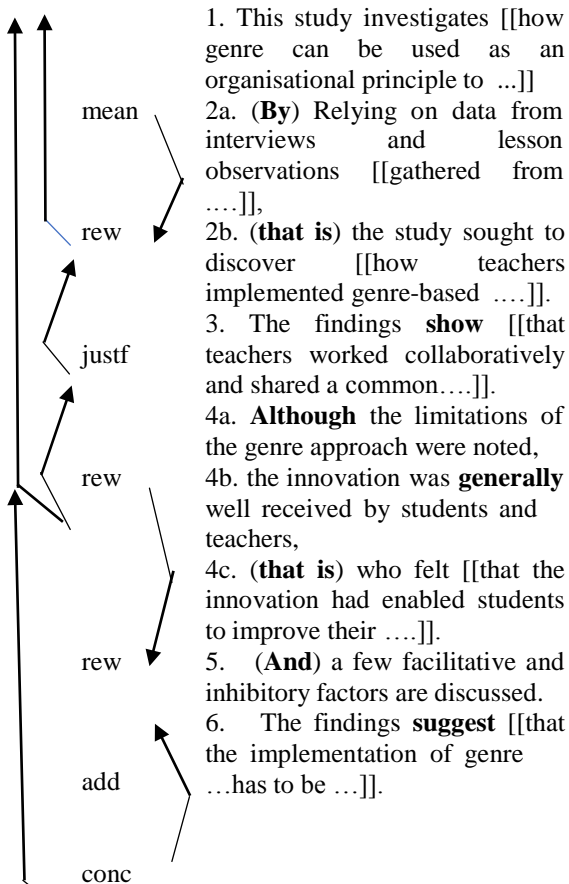 1. This study investigates [[how
genre can be used as an
organisational principle to ...]]
mean
2a. (By) Relying on data from
interviews and lesson
observations [[gathered from
….]],
rew
2b. (that is) the study sought to
discover [[how teachers
implemented genre-based ….]].
3. The findings show [[that
justf
teachers worked collaboratively
and shared a common….]].
4a. Although the limitations of
the genre approach were noted,
rew
4b. the innovation was generally
well received by students and
teachers,
4c. (that is) who felt [[that the
innovation had enabled students
to improve their ….]].
rew
5. (And) a few facilitative and
inhibitory factors are discussed.
6. The findings suggest [[that
the implementation of genre
add
…has to be …]].
conc